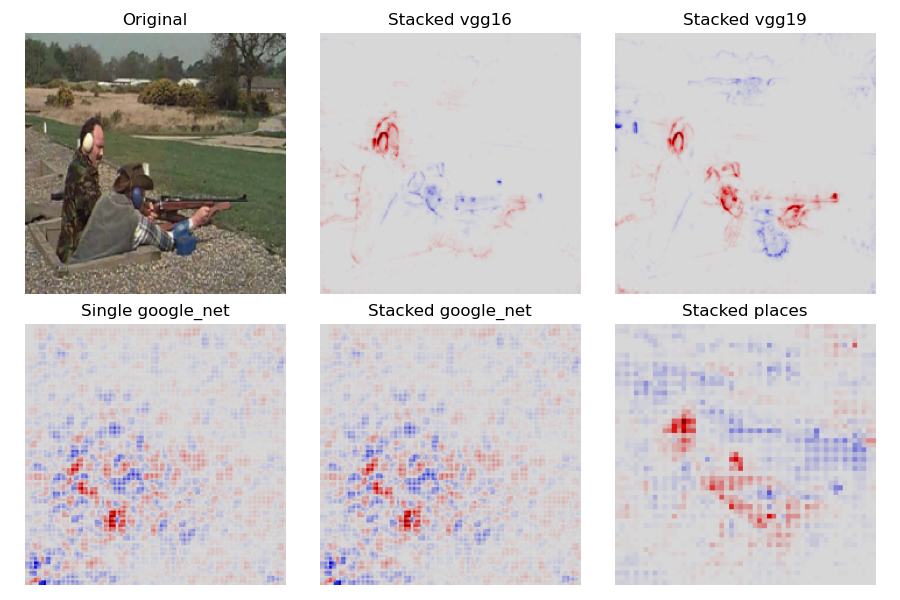 Original
Stacked vgg16
Stacked vgg19
Single google_net
Stacked google_net
Stacked places